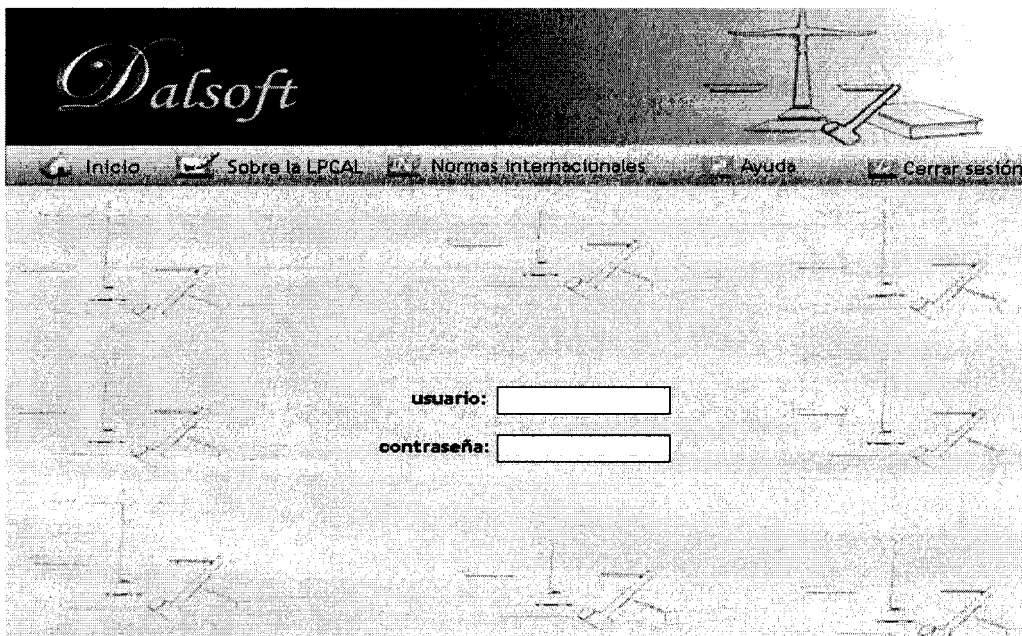 Dalsoft
Inicio Sobre la LPCAL Normas internacionales Ayuda Cerrar sesión
usuario:
contraseña: